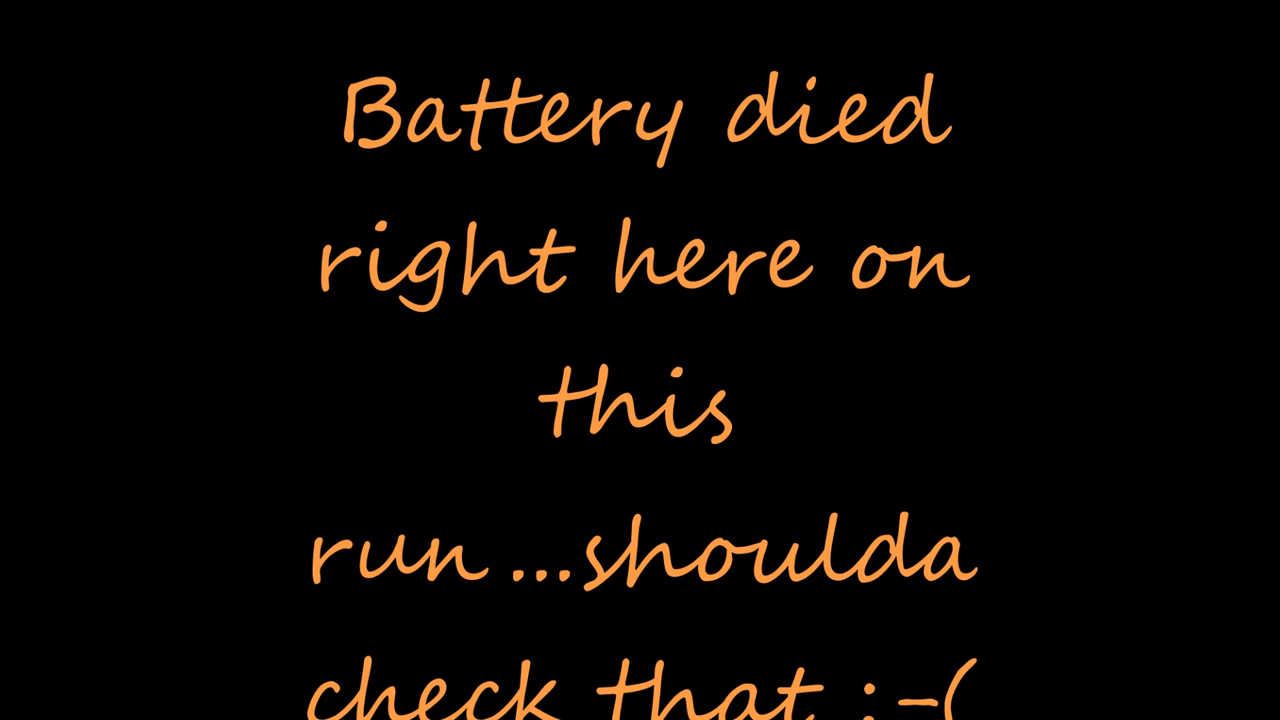 Battery died
right here on
this
run...shoulda
check that :-(